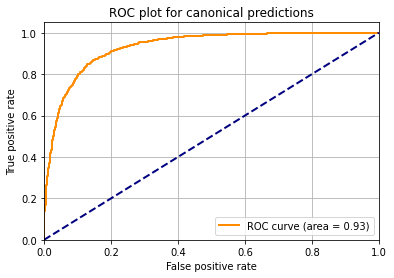 ROC plot for canonical predictions
True positive rate
1.0
0.8
0.6
0.4
0.2
0.0
ROC curve (area = 0.93)
0.0 0.2 0.4 0.6 0.8 1.0
False positive rate